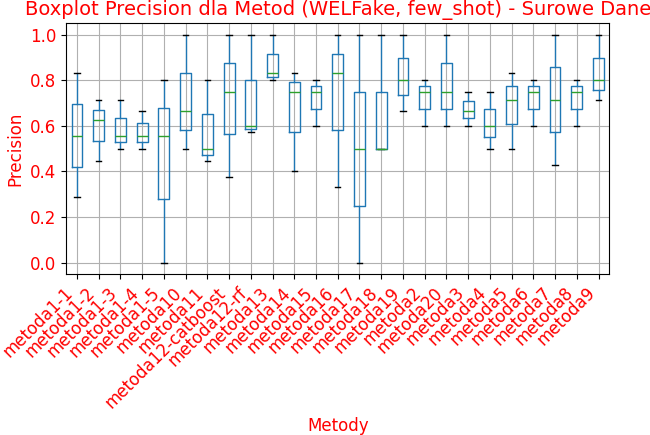 Boxplot Precision dla Metod (WELFake, few_shot) - Surowe Dane
1.0
0.8
0.6
0.4
0.2
0.0
Precision
metoda1-1
metoda1-2
metoda1-3
metoda1-4
metoda1-5
metoda10
metoda11
metoda12-catboost
metoda12-rf
metoda13
metoda14
metoda15
metoda16
metoda17
metoda18
metoda19
metoda2
metoda20
metoda3
metoda4
metoda5
metoda6
metoda7
metoda8
metoda9
Metody